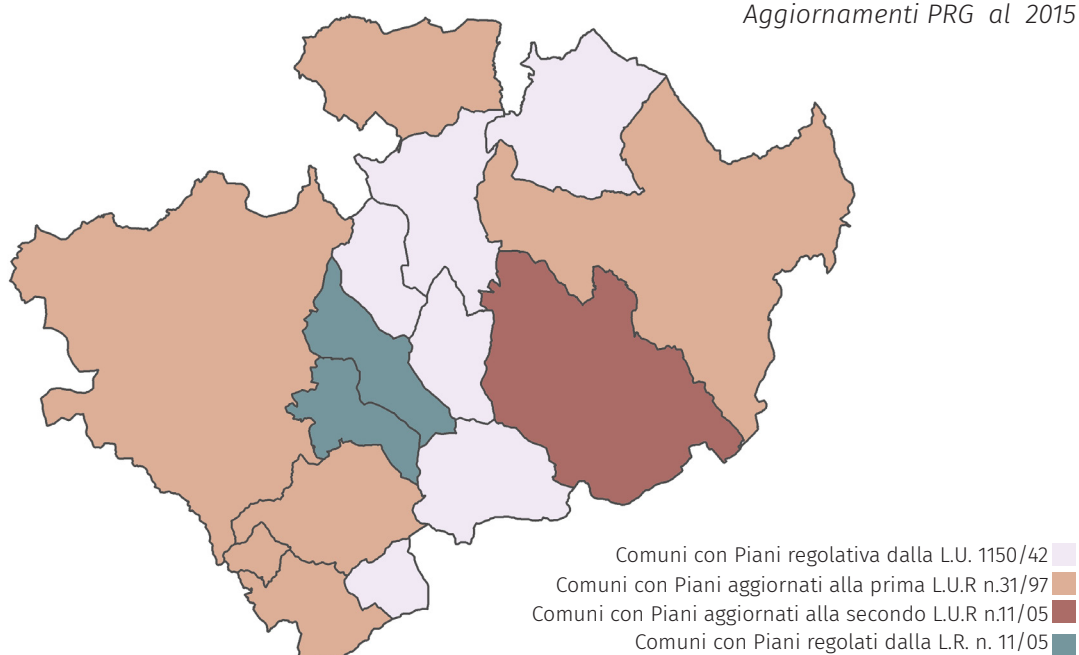 Aggiornamenti PRG al 2015
Comuni con Piani regolativa dalla L.U. 1150/42
Comuni con Piani aggiornati alla prima L.U.R n.31/97
Comuni con Piani aggiornati alla secondo L.U.R n.11/05
Comuni con Piani regolati dalla L.R. n. 11/05